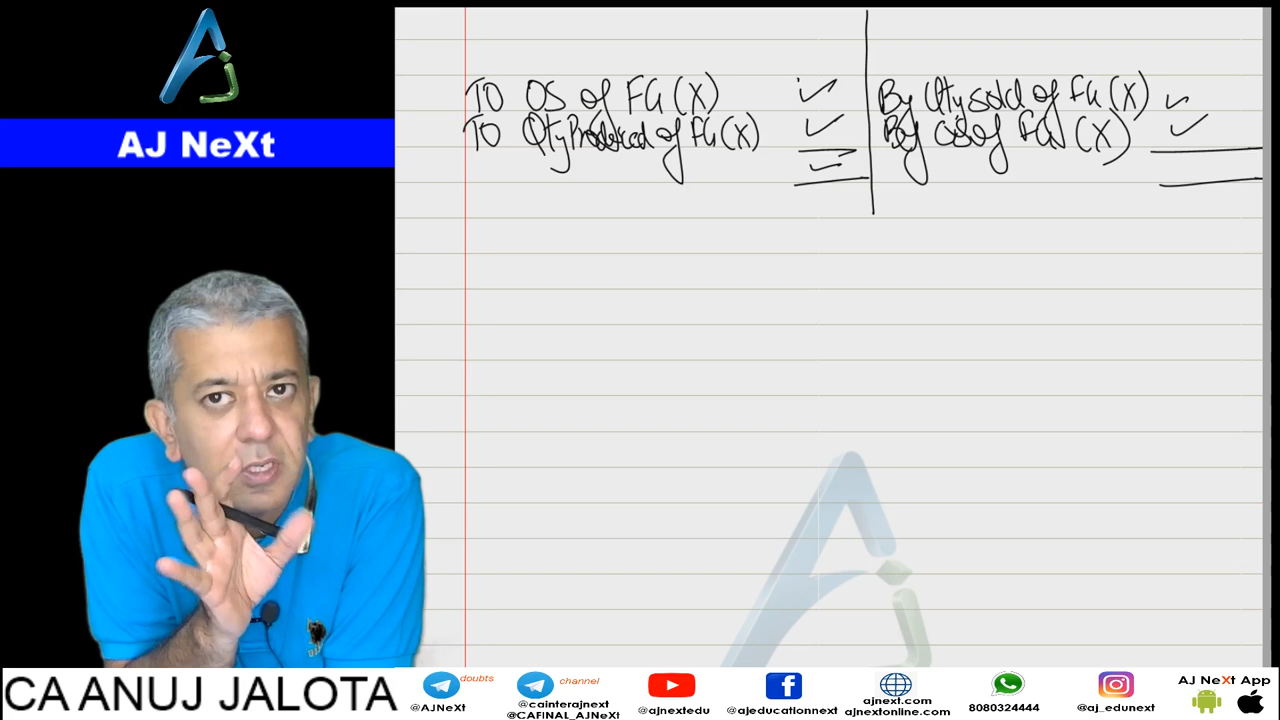 AJ NeXt
TO OS of FG (X)
TO Qty Produced of FG (X)
By Qty sold of FG (X)
By CS of FG (X)
CA ANUJ JALOTA
doubts
@AJNeXt
channel
@cainterajnext
@CAFINAL_AJNeXt
@ajnextedu
@ajeducationnext
ajnext.com
ajnextonline.com
8080324444
@aj_edunext
AJ NeXt App